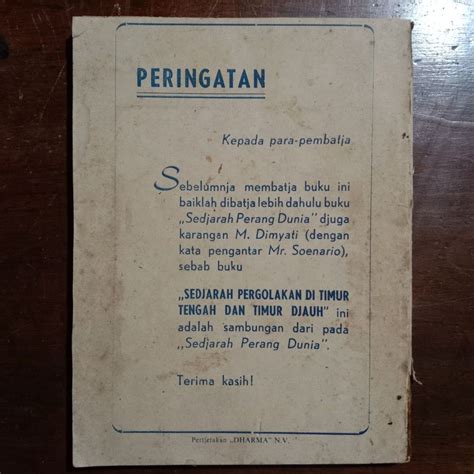 PERINGATAN
Kepada para-pembatja
Sebelumnja membatja buku ini
baiklah dibatja lebih dahulu buku
„Sedjarah Perang Dunia" djuga
karangan M. Dimyati (dengan
kata pengantar Mr. Soenario),
sebab buku
„SEDJARAH PERGOLAKAN DI TIMUR
TENGAH DAN TIMUR DJAUH" ini
adalah sambungan dari pada
„Sedjarah Perang Dunia".
Terima kasih!
Pertjetakan „DHARMA" N.V.